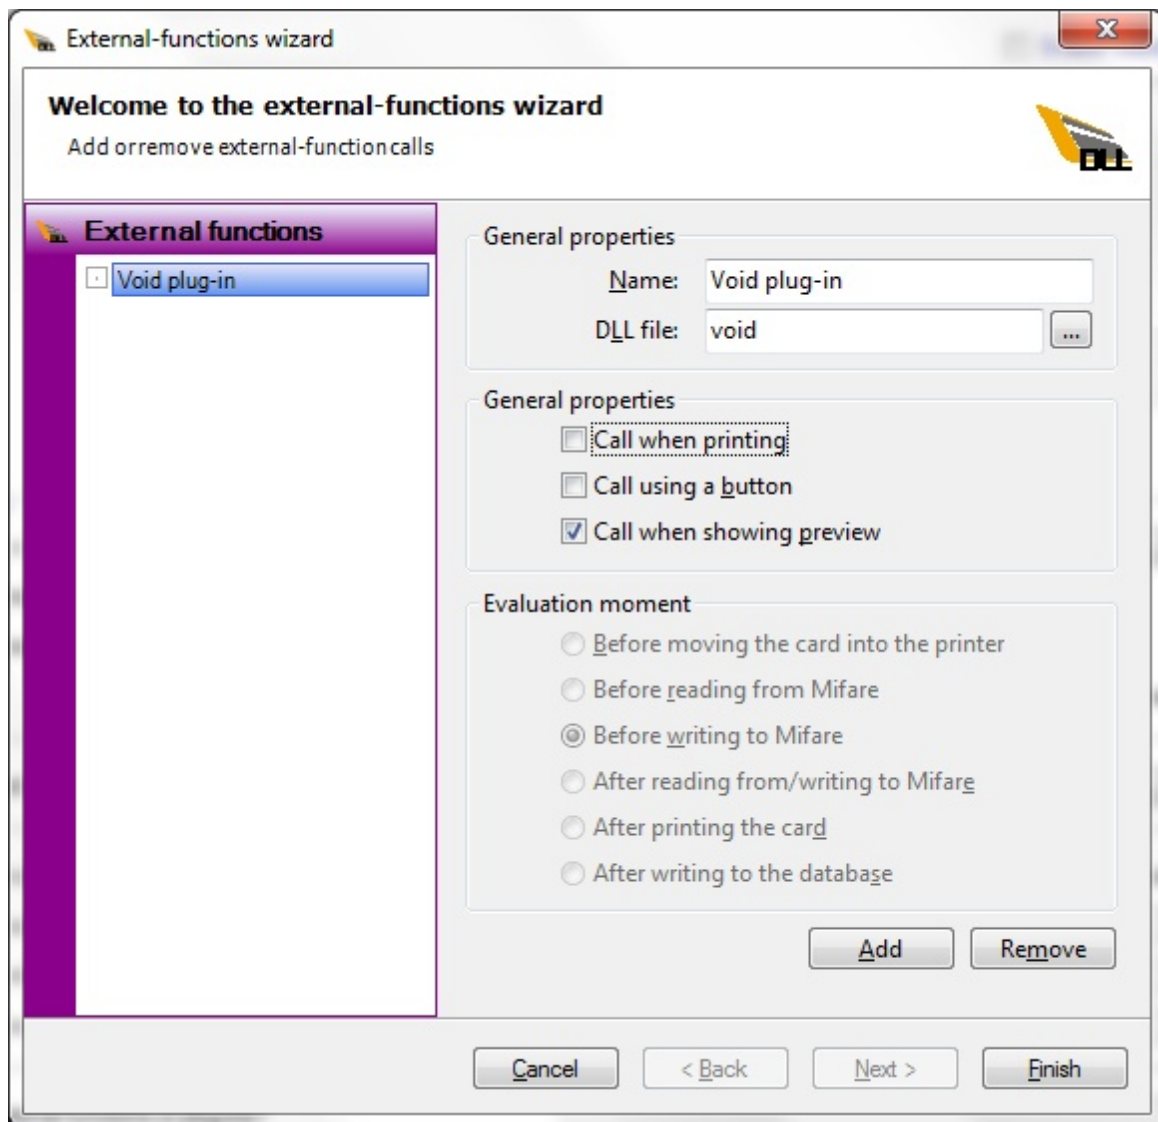 External-functions wizard
Welcome to the external-functions wizard
Add or remove external-function calls
DLL
External functions
Void plug-in
General properties
Name: Void plug-in
DLL file: void ...
General properties
Call when printing
Call using a button
Call when showing preview
Evaluation moment
Before moving the card into the printer
Before reading from Mifare
Before writing to Mifare
After reading from/writing to Mifare
After printing the card
After writing to the database
Add Remove
Cancel < Back Next > Finish